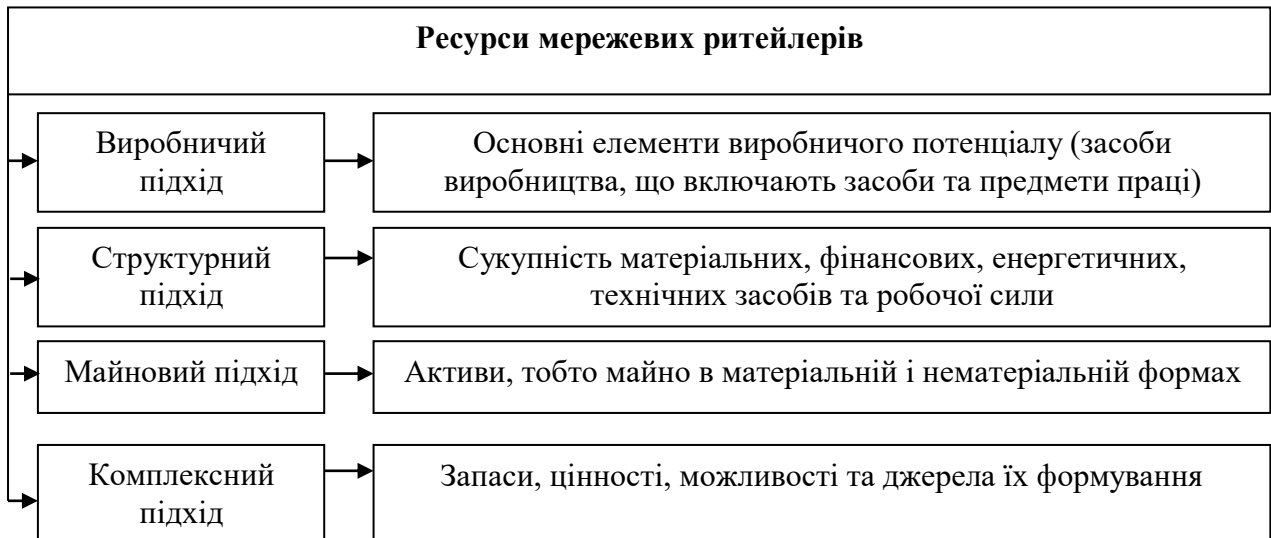 Ресурси мережевих ритейлерів
Виробничий
підхід
Основні елементи виробничого потенціалу (засоби
виробництва, що включають засоби та предмети праці)
Структурний
підхід
Сукупність матеріальних, фінансових, енергетичних,
технічних засобів та робочої сили
Майновий підхід
Активи, тобто майно в матеріальній і нематеріальній формах
Комплексний
підхід
Запаси, цінності, можливості та джерела їх формування